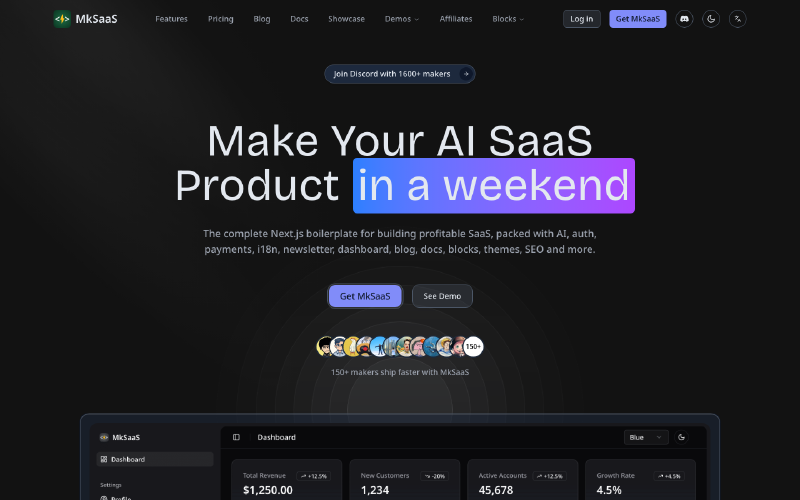 MkSaaS
Features
Pricing
Blog
Docs
Showcase
Demos
Affiliates
Blocks
Log in
Get MkSaaS
Join Discord with 1600+ makers
Make Your AI SaaS
Product in a weekend
The complete Next.js boilerplate for building profitable SaaS, packed with AI, auth,
payments, i18n, newsletter, dashboard, blog, docs, blocks, themes, SEO and more.
Get MkSaaS
See Demo
150+
150+ makers ship faster with MkSaaS
MkSaaS
Dashboard
Blue
Dashboard
Settings
Profile
Total Revenue
+12.5%
$1,250.00
New Customers
-20%
1,234
Active Accounts
+12.5%
45,678
Growth Rate
+4.5%
4.5%